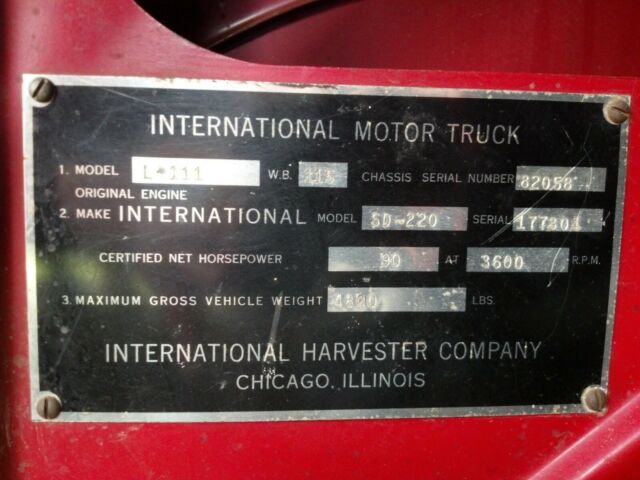 INTERNATIONAL MOTOR TRUCK
1. MODEL L-111 W.B. 115 CHASSIS SERIAL NUMBER 82058
ORIGINAL ENGINE
2. MAKE INTERNATIONAL MODEL SD-220 SERIAL
CERTIFIED NET HORSEPOWER 90 AT 3600 R.P.M.
3. MAXIMUM GROSS VEHICLE WEIGHT LBS.
INTERNATIONAL HARVESTER COMPANY
CHICAGO, ILLINOIS